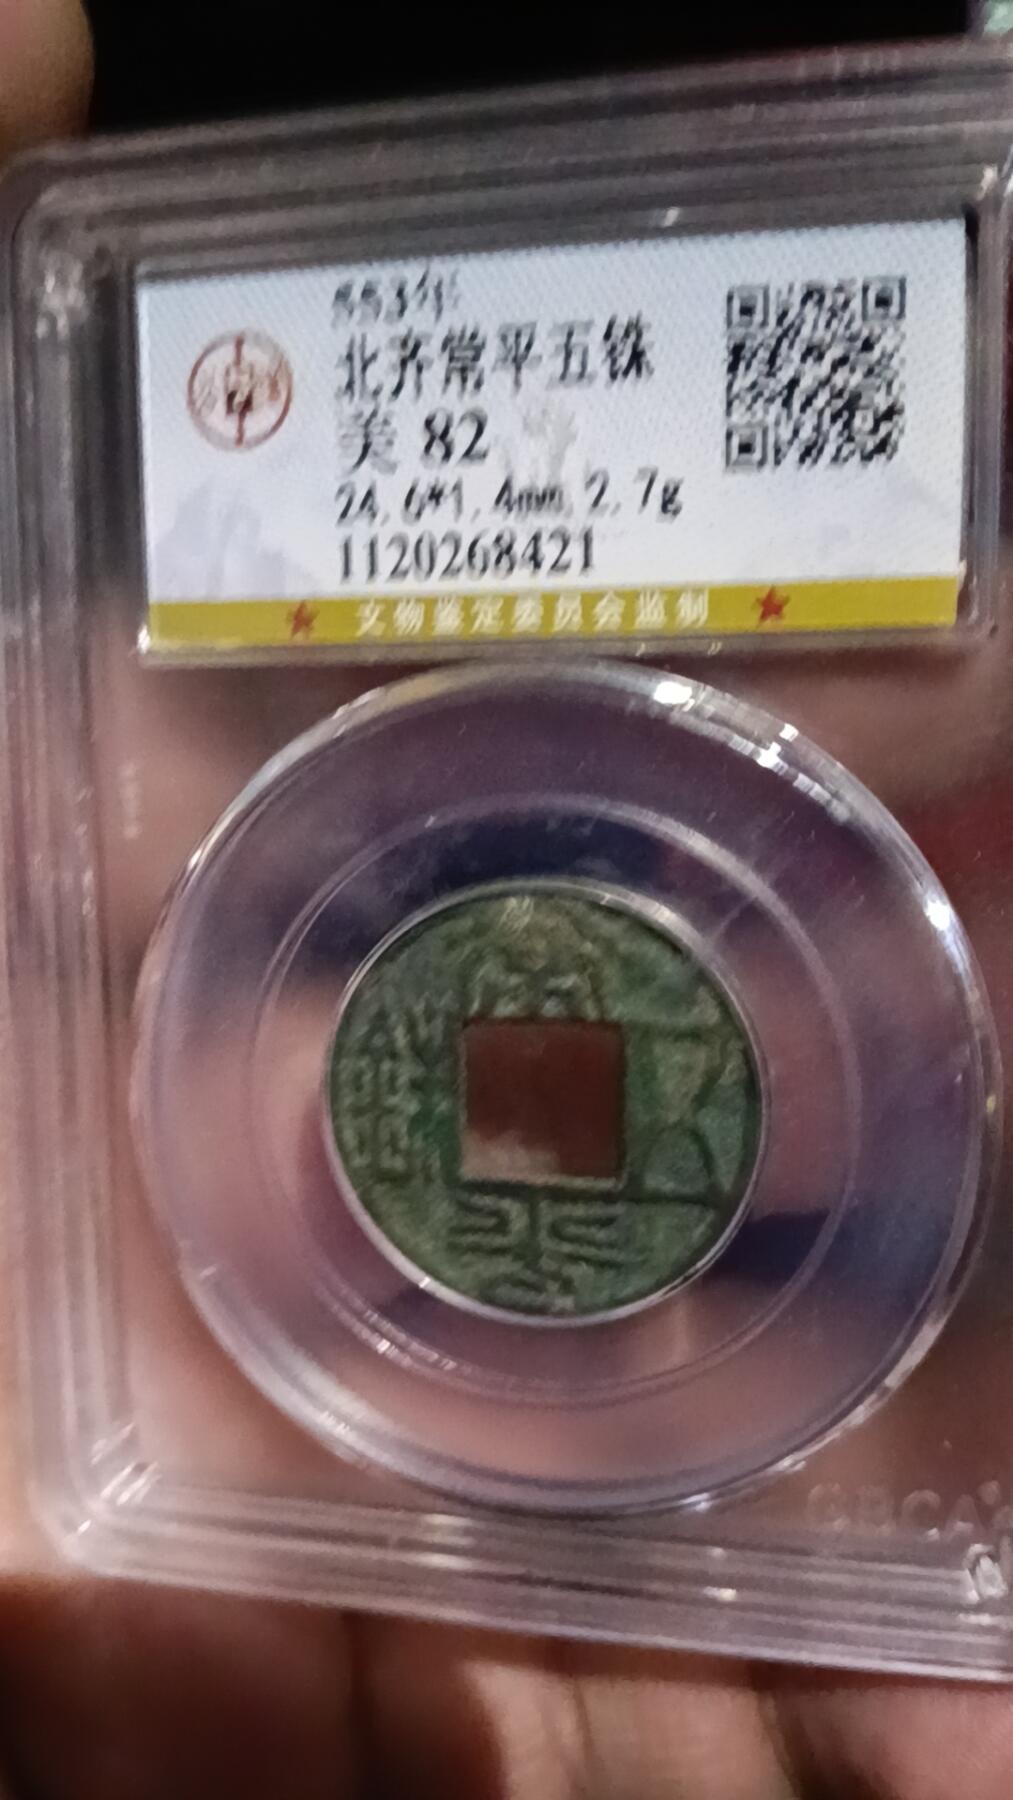 553年
北齐常平五铢
美 82
24.6*1.4mm,2.7g
1120268421
★ 文物鉴定委员会监制 ★
GBCA